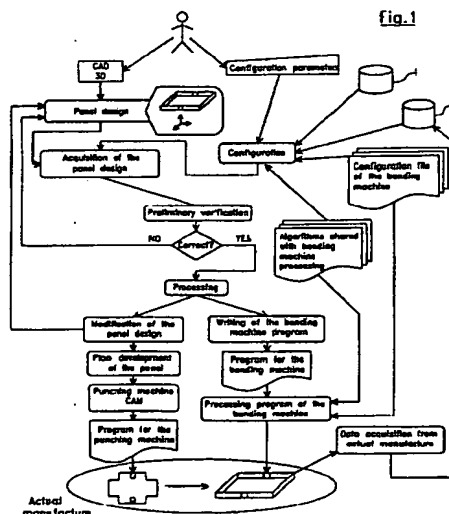 fig.1
CAD
3D
Configuration parameters
Panel design
Acquisition of the
panel design
Configuration
Configuration file
of the bending
machine
Preliminary verification
NO
Correct?
YES
Algorithms shared with
bending
machine
processing
Processing
Modification of the
panel design
Writing of the bending
machine program
Plan development
of the panel
Program for the
bending machine
Punching machine
CAM
Processing program of the
bending machine
Program for the
punching machine
Data acquisition from
actual manufacture
Actual
manufacture